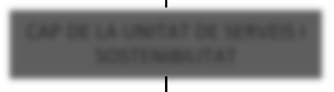 CAP DE LA UNITAT DE SERVEIS I
SOSTENIBILITAT